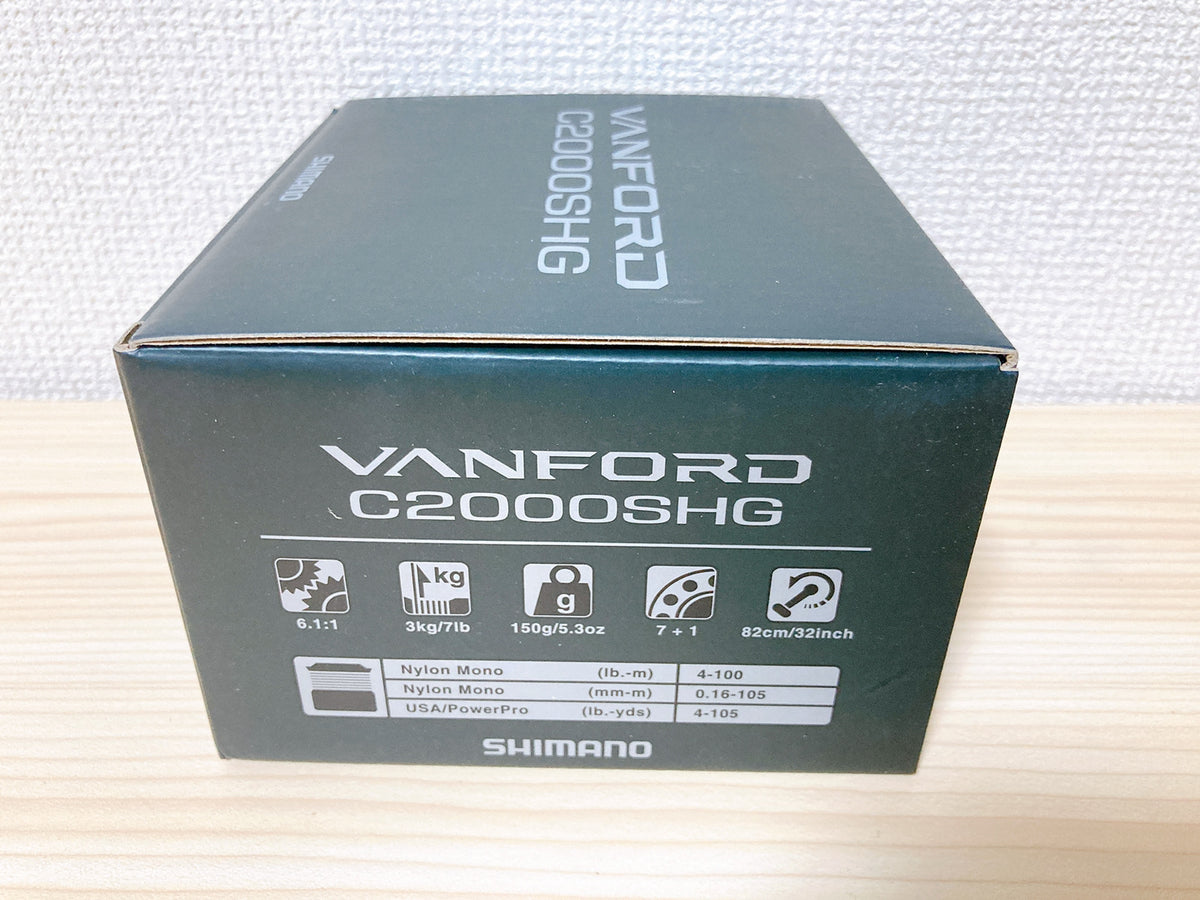 VANFORD
C2000SHG
SHIMANO
VANFORD
C2000SHG
kg
g
6.1:1
3kg/7lb
150g/5.3oz
7 + 1
82cm/32inch
Nylon Mono (lb.-m) 4-100
Nylon Mono (mm-m) 0.16-105
USA/PowerPro (lb.-yds) 4-105
SHIMANO